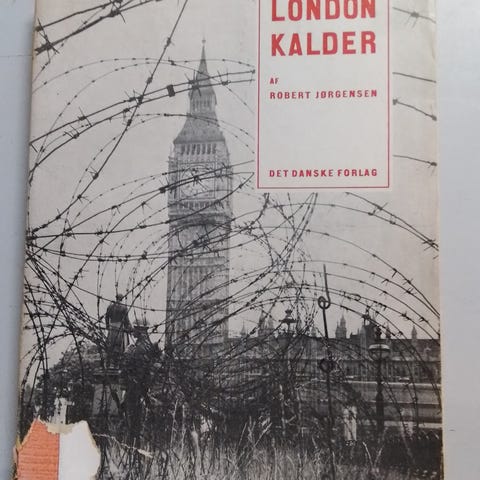 LONDON
KALDER
AF
ROBERT JØRGENSEN
DET DANSKE FORLAG